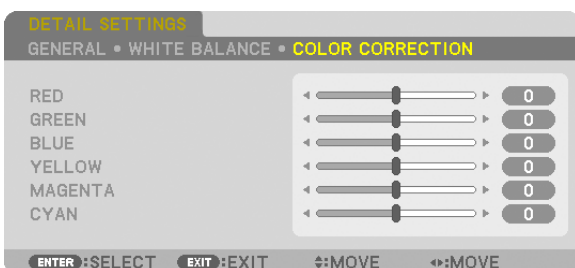 DETAIL SETTINGS
GENERAL • WHITE BALANCE • COLOR CORRECTION
RED 0
GREEN 0
BLUE 0
YELLOW 0
MAGENTA 0
CYAN 0
ENTER :SELECT EXIT :EXIT :MOVE :MOVE